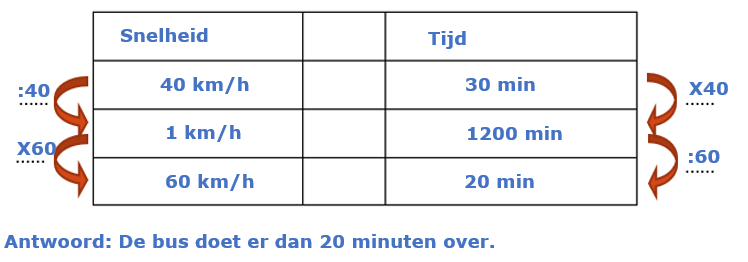 Snelheid Tijd
:40 40 km/h 30 min X40
1 km/h 1200 min
X60 60 km/h 20 min :60
Antwoord: De bus doet er dan 20 minuten over.